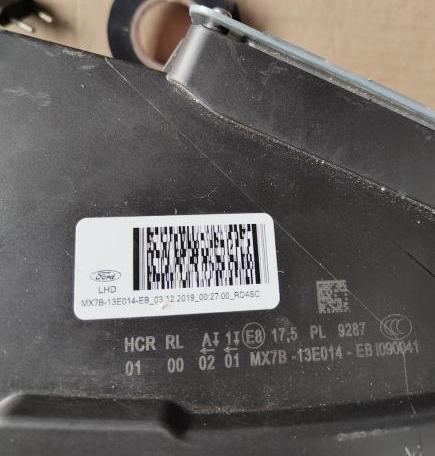 Ford
LHD
MX7B-13E014-EB_03.12.2019_00:27:00_RD4SC
HCR RL A↧ 1↧ E8 17,5 PL 9287 CCC
01 00 02 01 MX7B-13E014-EB I090041